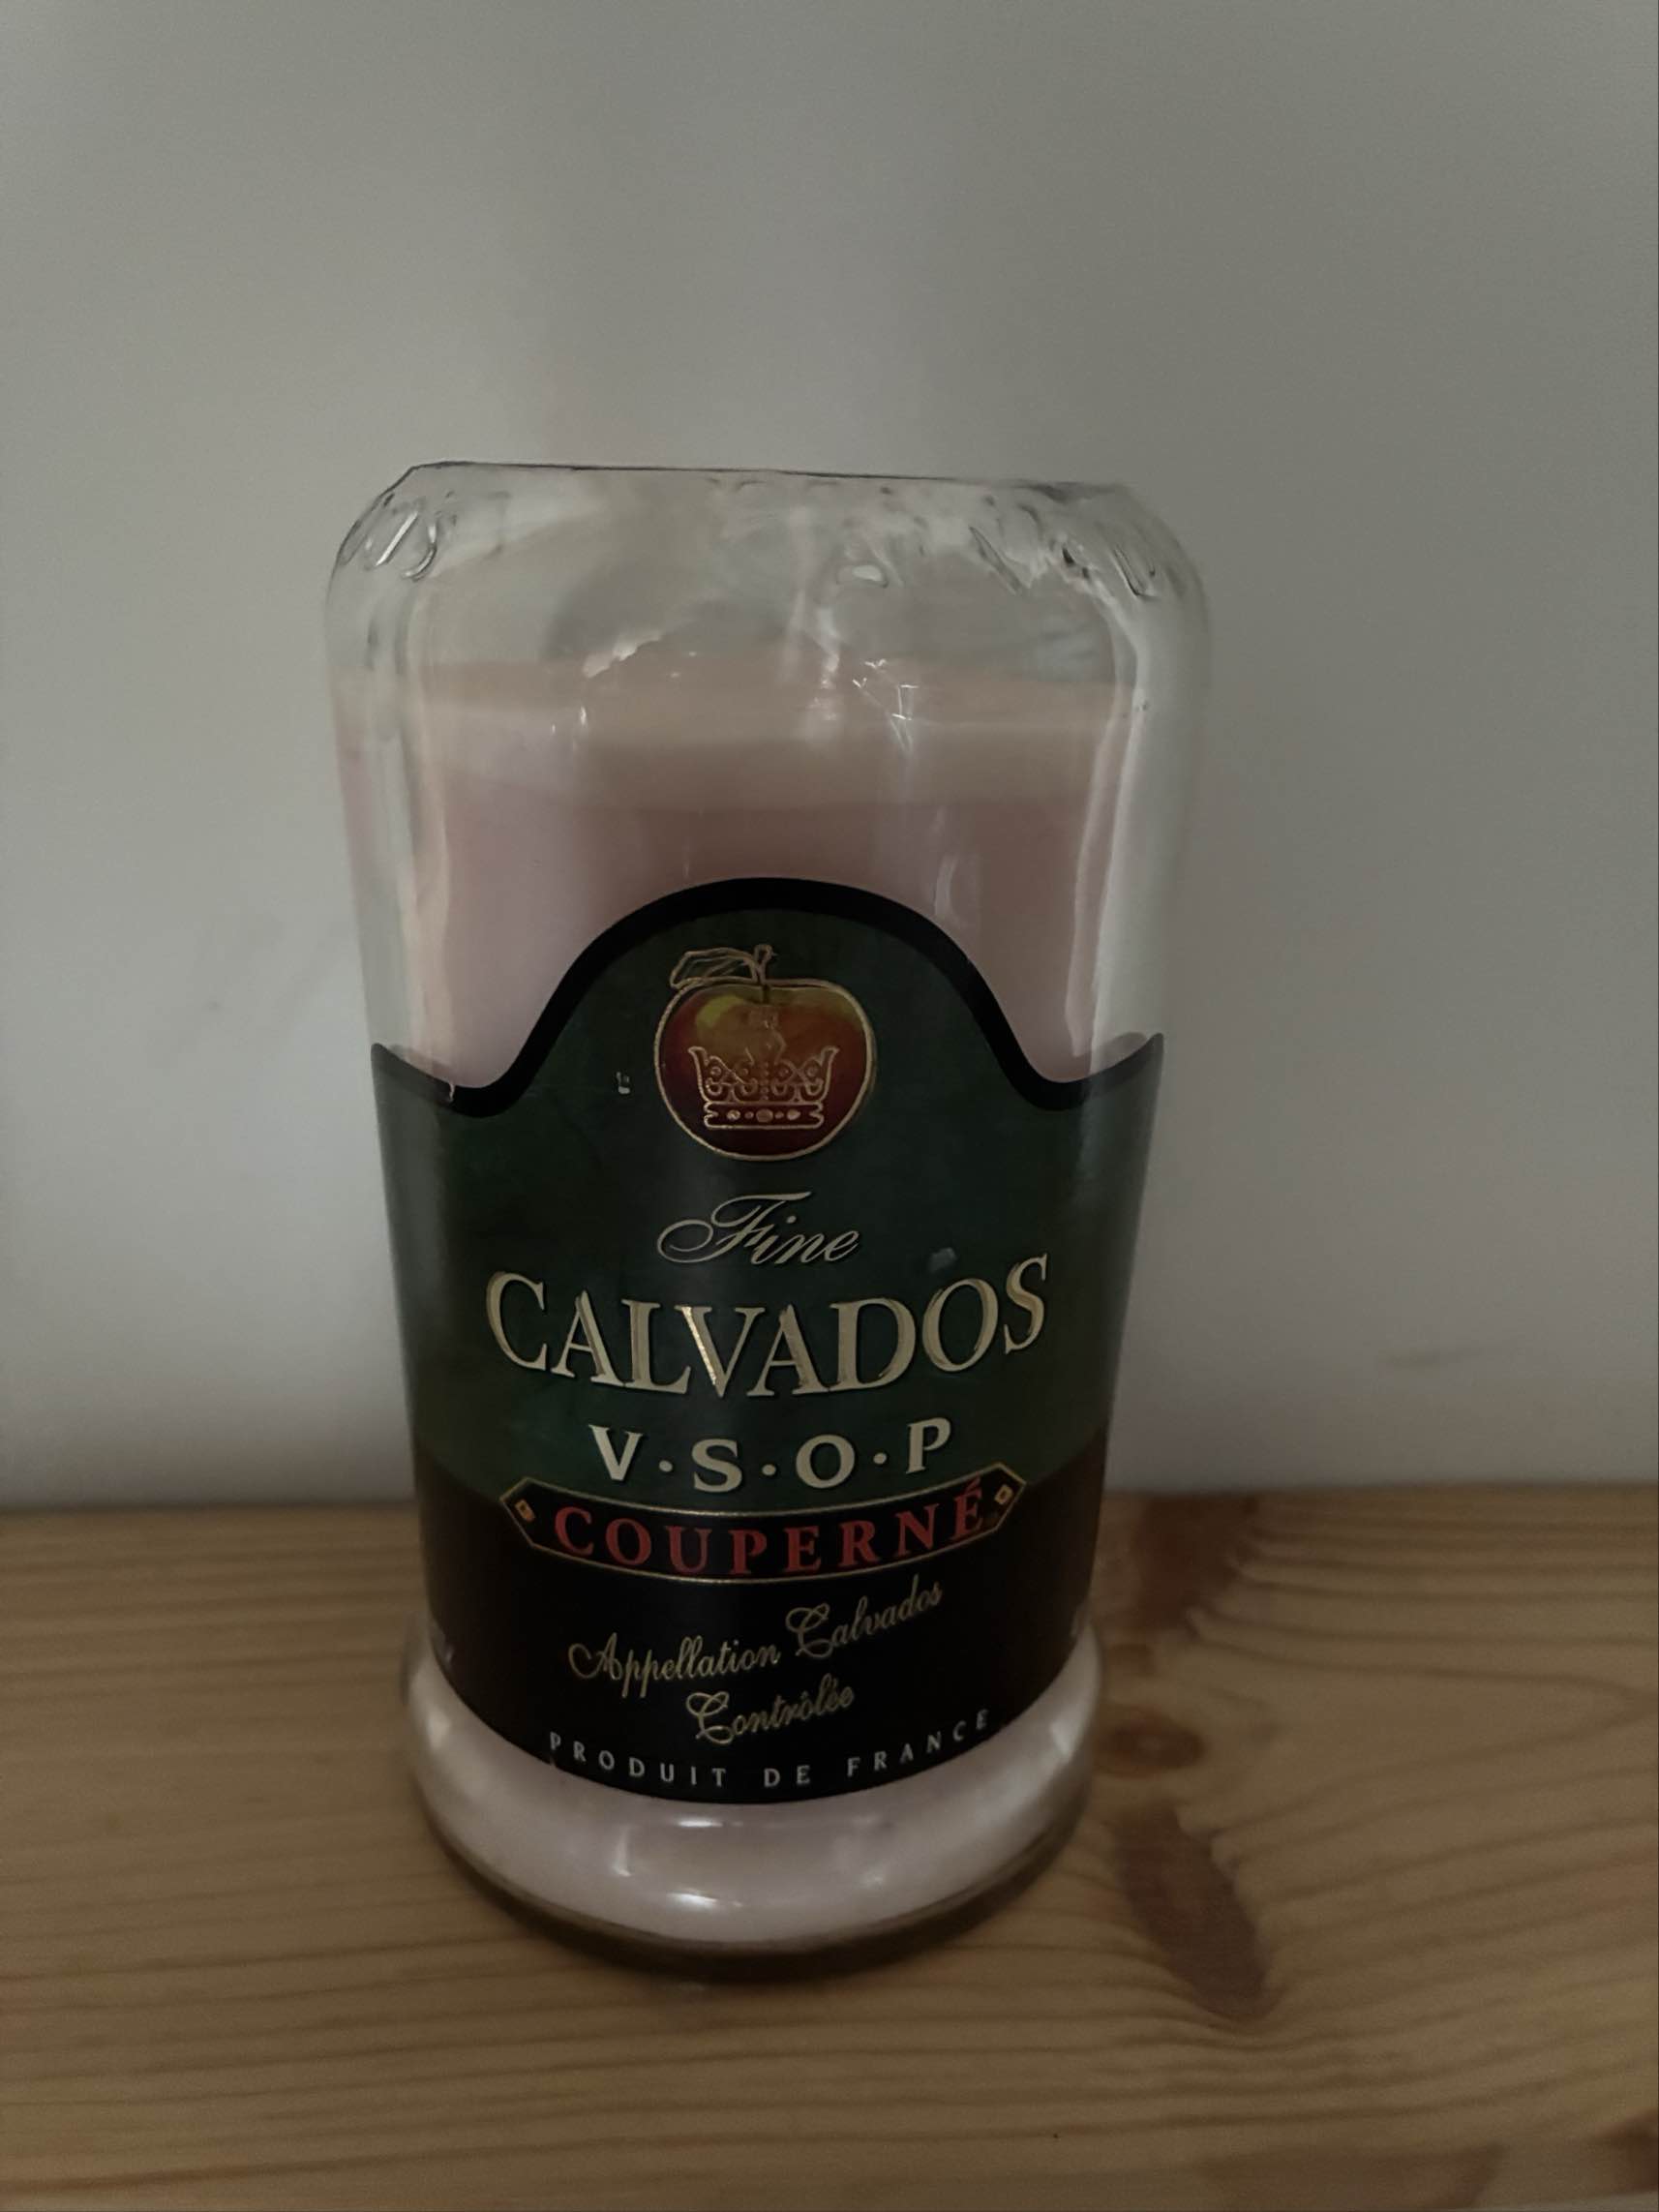 Fine
CALVADOS
V·S·O·P
COUPERNÉ
Appellation Calvados
Contrôlée
PRODUIT DE FRANCE